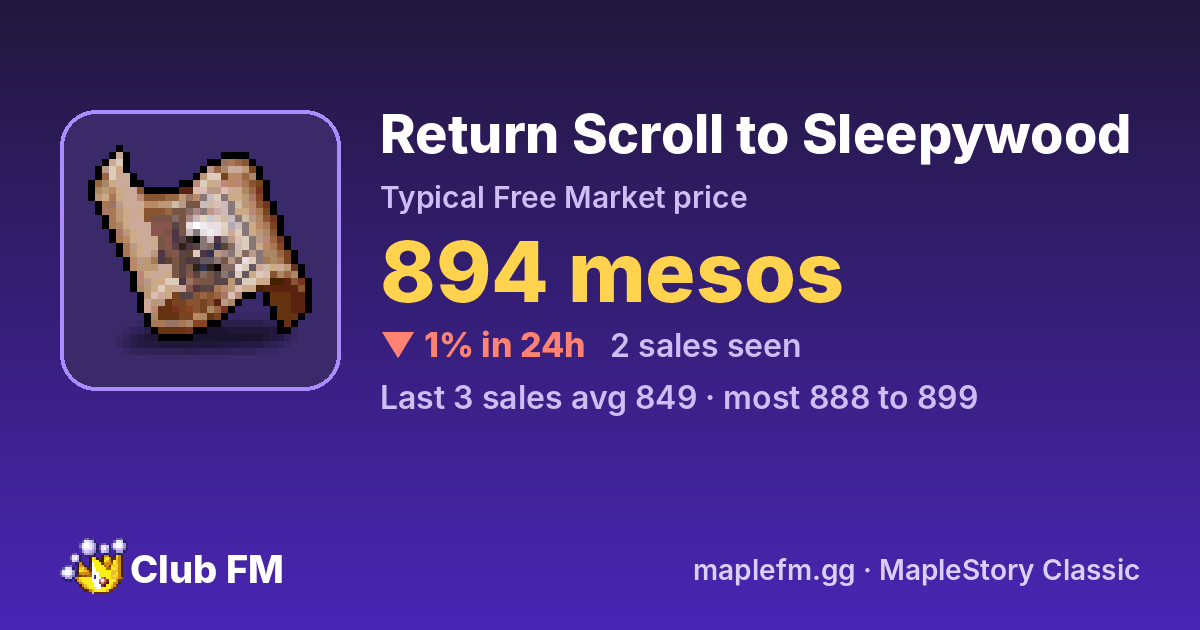 Return Scroll to Sleepywood
Typical Free Market price
894 mesos
▼ 1% in 24h 2 sales seen
Last 3 sales avg 849 · most 888 to 899
Club FM
maplefm.gg · MapleStory Classic